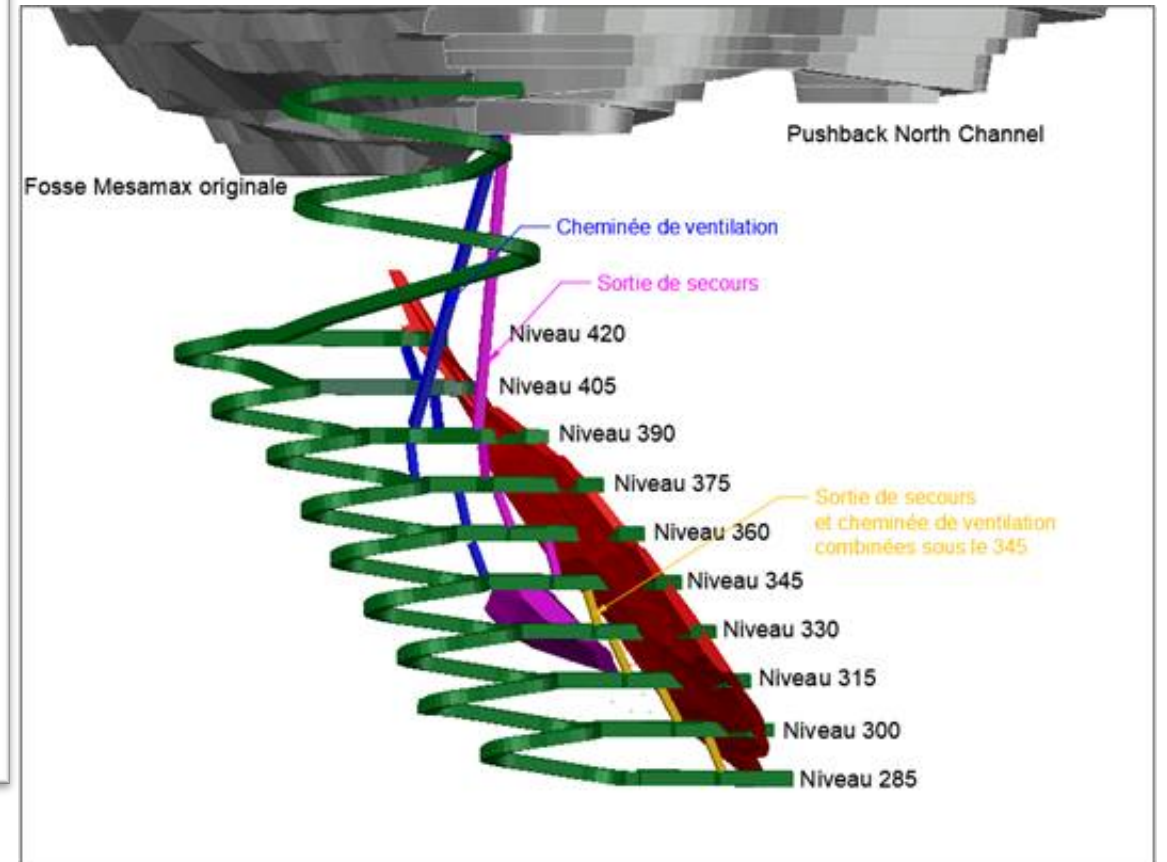 Pushback North Channel
Fosse Mesamax originale
Cheminée de ventilation
Sortie de secours
Niveau 420
Niveau 405
Niveau 390
Niveau 375
Sortie de secours
et cheminée de ventilation
combinées sous le 345
Niveau 360
Niveau 345
Niveau 330
Niveau 315
Niveau 300
Niveau 285